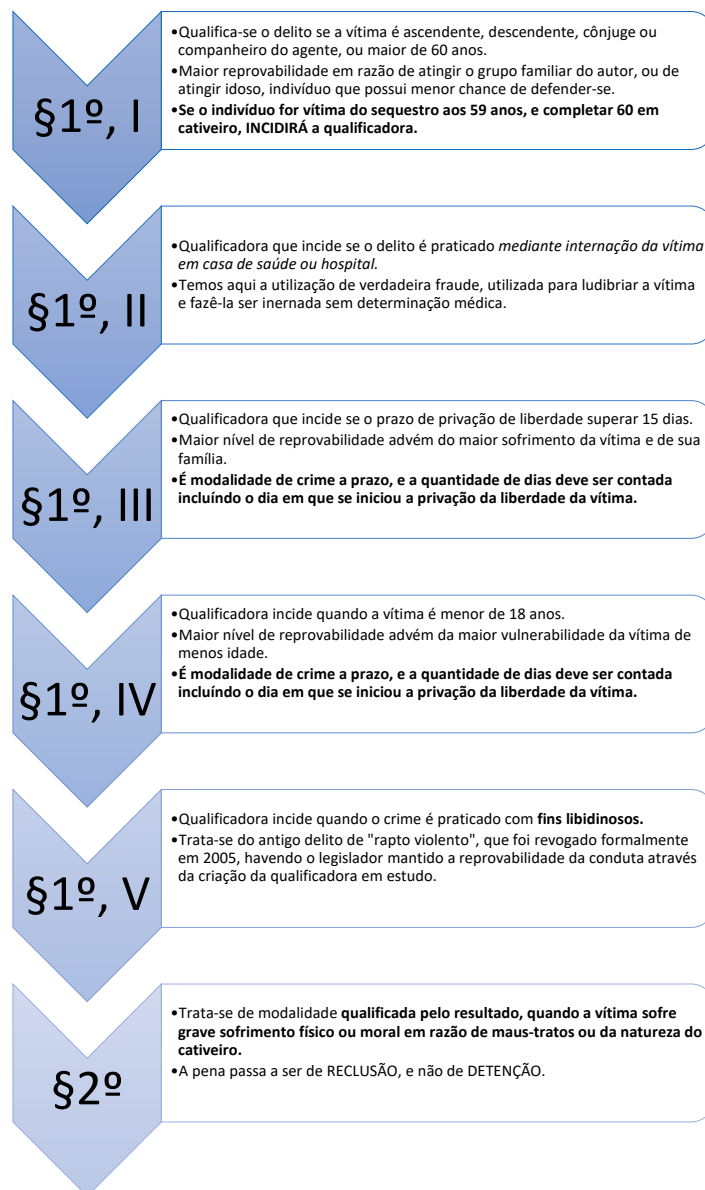 §1º, I
•Qualifica-se o delito se a vítima é ascendente, descendente, cônjuge ou
companheiro do agente, ou maior de 60 anos.
•Maior reprovabilidade em razão de atingir o grupo familiar do autor, ou de
atingir idoso, indivíduo que possui menor chance de defender-se.
•Se o indivíduo for vítima do sequestro aos 59 anos, e completar 60 em
cativeiro, INCIDIRÁ a qualificadora.
§1º, II
•Qualificadora que incide se o delito é praticado mediante internação da vítima
em casa de saúde ou hospital.
•Temos aqui a utilização de verdadeira fraude, utilizada para ludibriar a vítima
e fazê-la ser inernada sem determinação médica.
§1º, III
•Qualificadora que incide se o prazo de privação de liberdade superar 15 dias.
•Maior nível de reprovabilidade advém do maior sofrimento da vítima e de sua
família.
•É modalidade de crime a prazo, e a quantidade de dias deve ser contada
incluíndo o dia em que se iniciou a privação da liberdade da vítima.
§1º, IV
•Qualificadora incide quando a vítima é menor de 18 anos.
•Maior nível de reprovabilidade advém da maior vulnerabilidade da vítima de
menos idade.
•É modalidade de crime a prazo, e a quantidade de dias deve ser contada
incluíndo o dia em que se iniciou a privação da liberdade da vítima.
§1º, V
•Qualificadora incide quando o crime é praticado com fins libidinosos.
•Trata-se do antigo delito de "rapto violento", que foi revogado formalmente
em 2005, havendo o legislador mantido a reprovabilidade da conduta através
da criação da qualificadora em estudo.
§2º
•Trata-se de modalidade qualificada pelo resultado, quando a vítima sofre
grave sofrimento físico ou moral em razão de maus-tratos ou da natureza do
cativeiro.
•A pena passa a ser de RECLUSÃO, e não de DETENÇÃO.